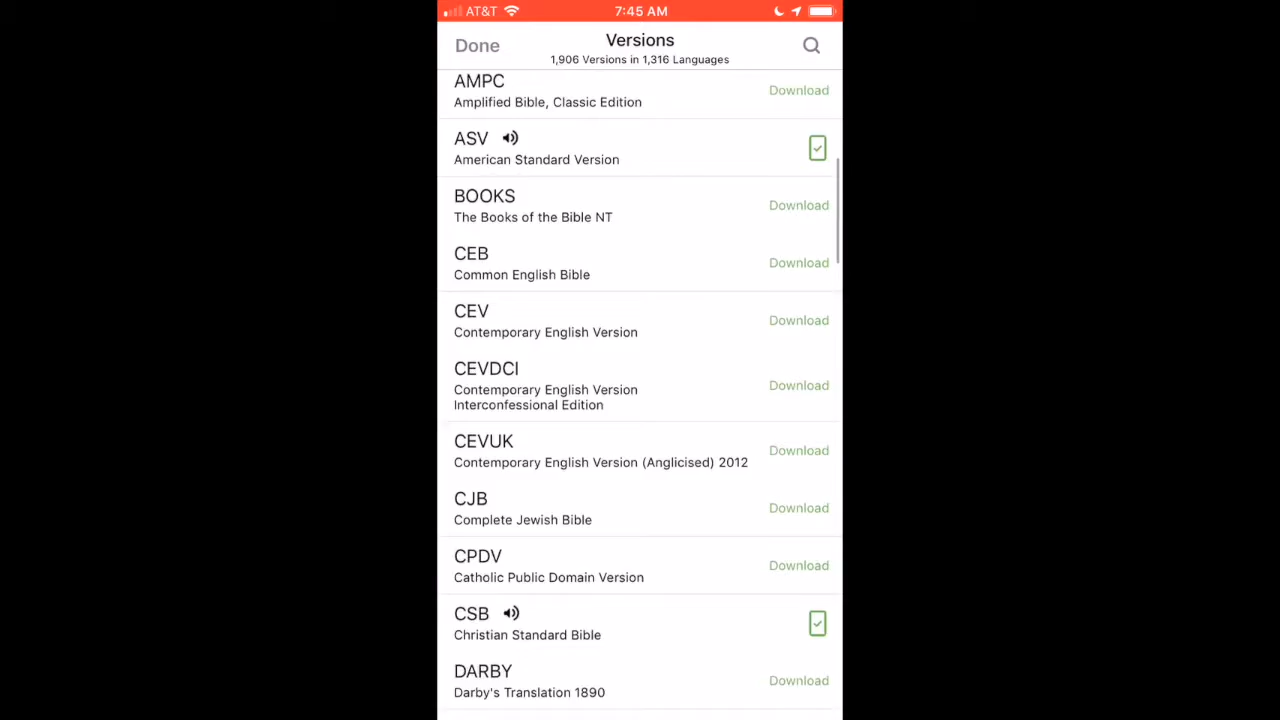 AT&T 7:45 AM
Done Versions
1,906 Versions in 1,316 Languages
AMPC
Amplified Bible, Classic Edition
Download
ASV
American Standard Version
BOOKS
The Books of the Bible NT
Download
CEB
Common English Bible
Download
CEV
Contemporary English Version
Download
CEVDCI
Contemporary English Version
Interconfessional Edition
Download
CEVUK
Contemporary English Version (Anglicised) 2012
Download
CJB
Complete Jewish Bible
Download
CPDV
Catholic Public Domain Version
Download
CSB
Christian Standard Bible
DARBY
Darby's Translation 1890
Download